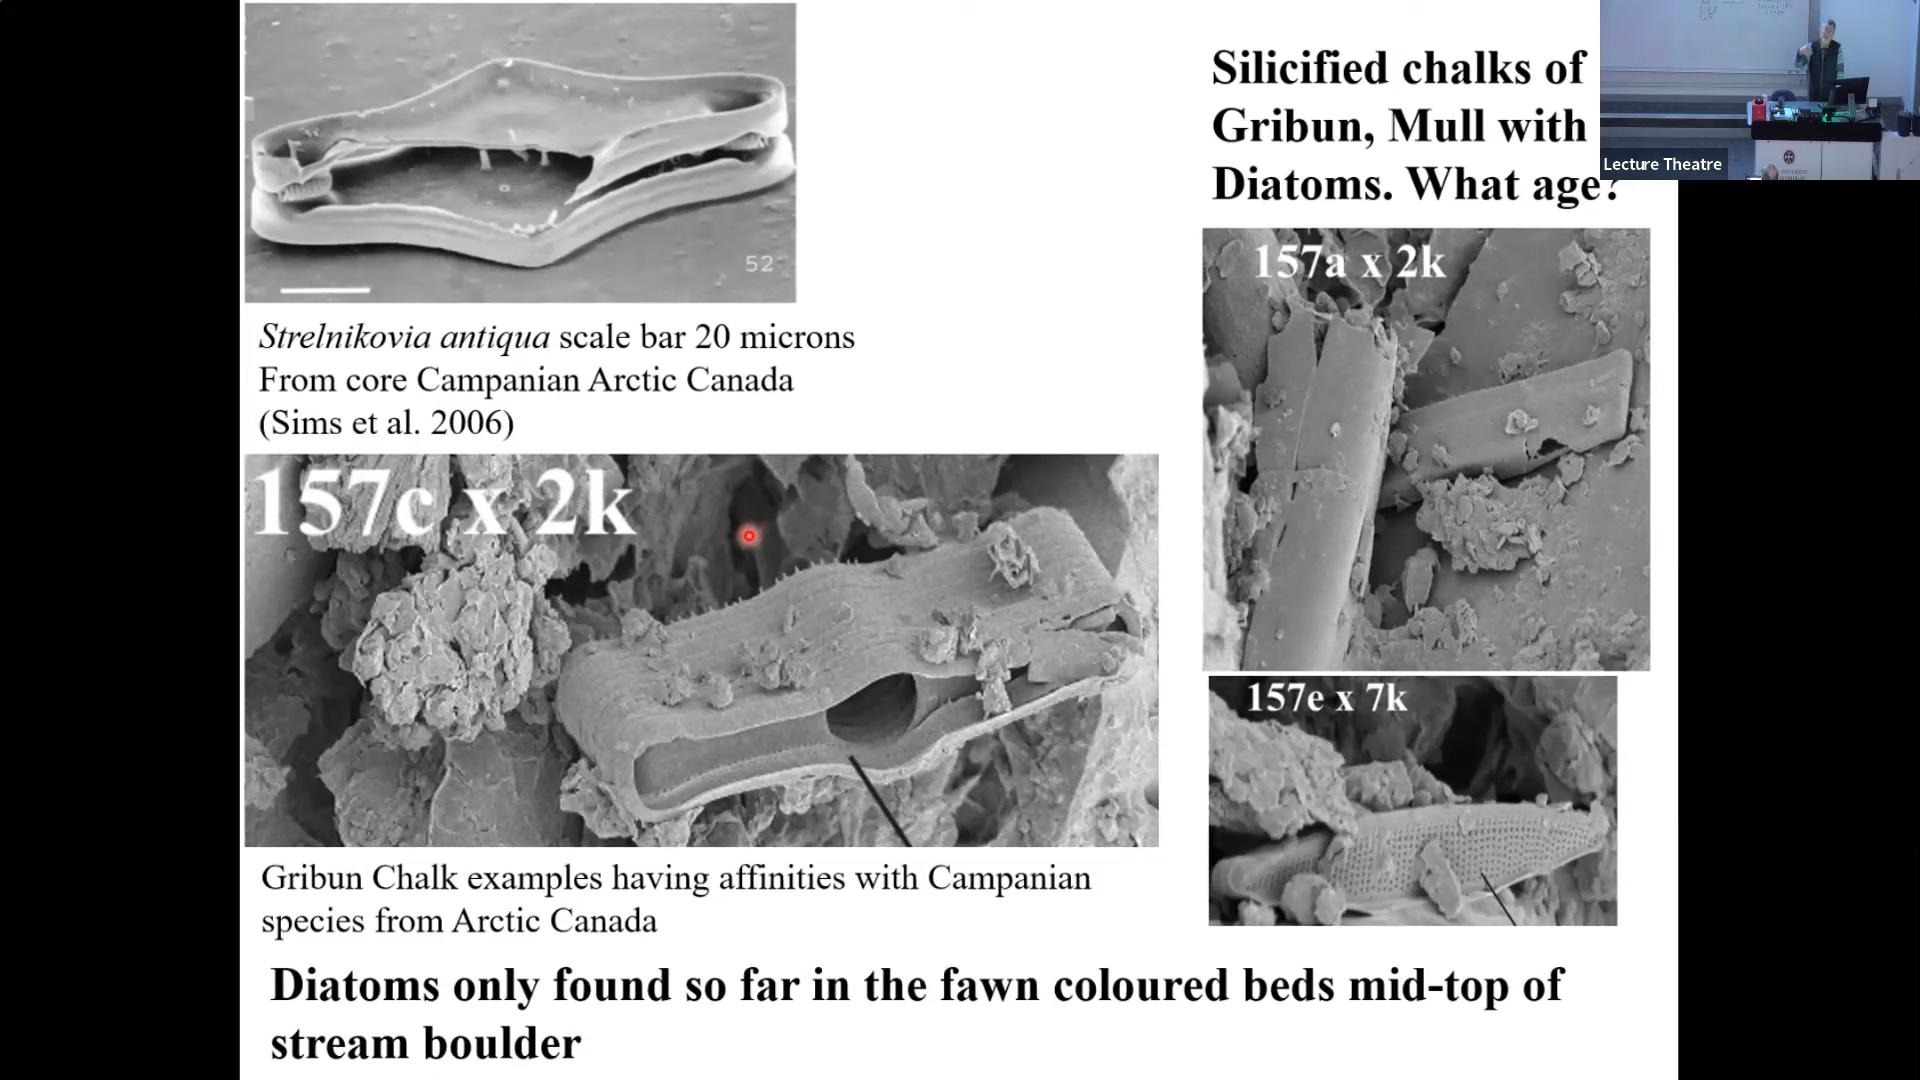 52
Strelnikovia antiqua scale bar 20 microns
From core Campanian Arctic Canada
(Sims et al. 2006)
Silicified chalks of
Gribun, Mull with
Diatoms. What age?
Lecture Theatre
157a x 2k
157c x 2k
157e x 7k
Gribun Chalk examples having affinities with Campanian
species from Arctic Canada
Diatoms only found so far in the fawn coloured beds mid-top of
stream boulder